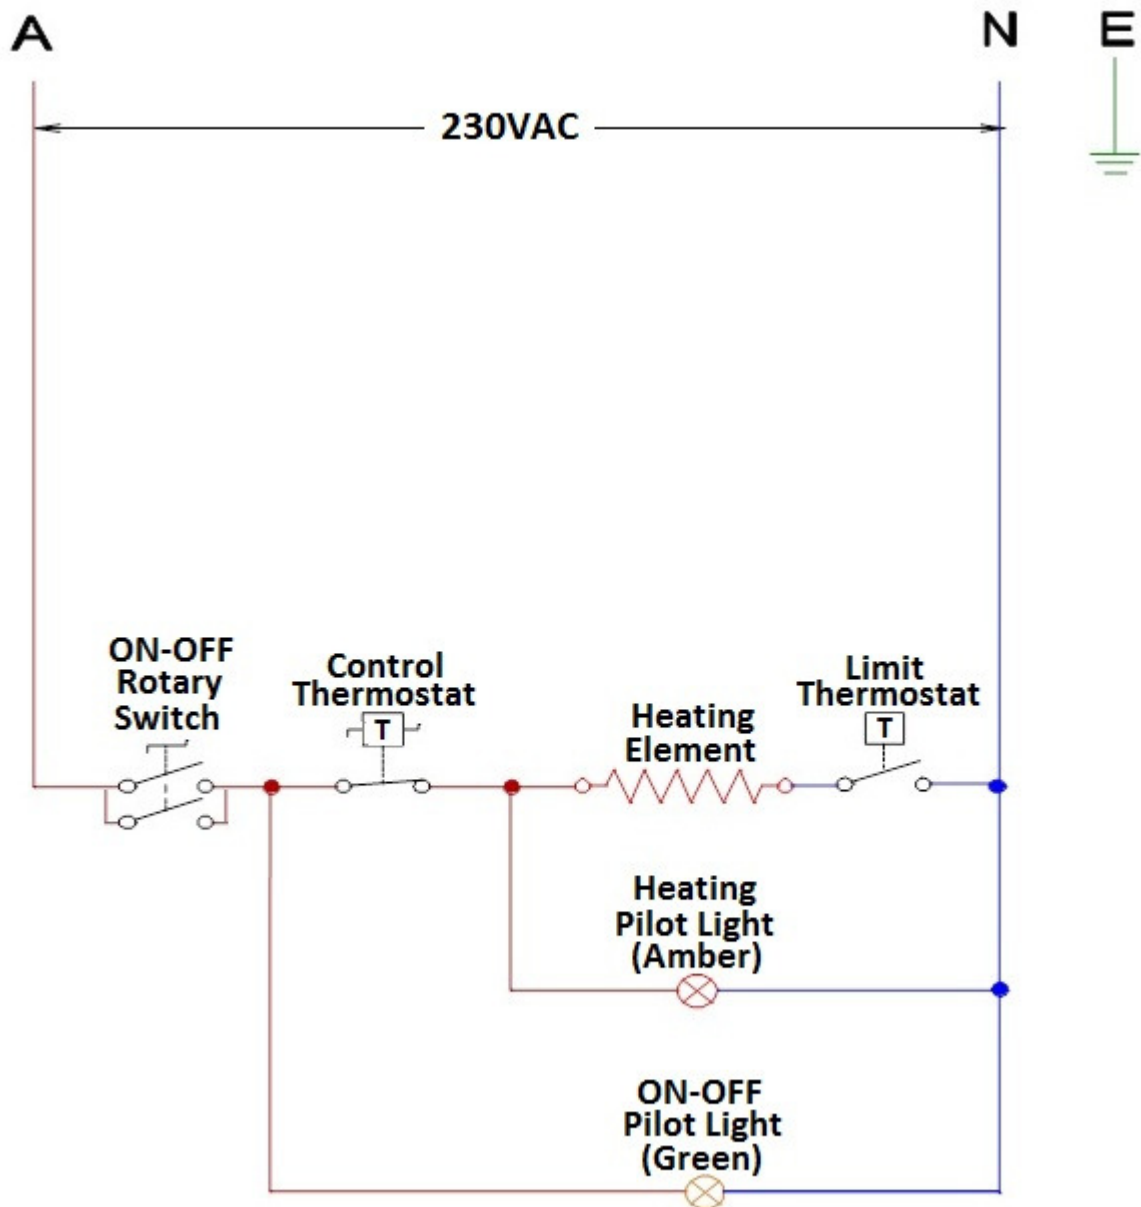 A
N
E
230VAC
ON-OFF
Rotary
Switch
Control
Thermostat
T
Heating
Element
Limit
Thermostat
T
Heating
Pilot Light
(Amber)
ON-OFF
Pilot Light
(Green)